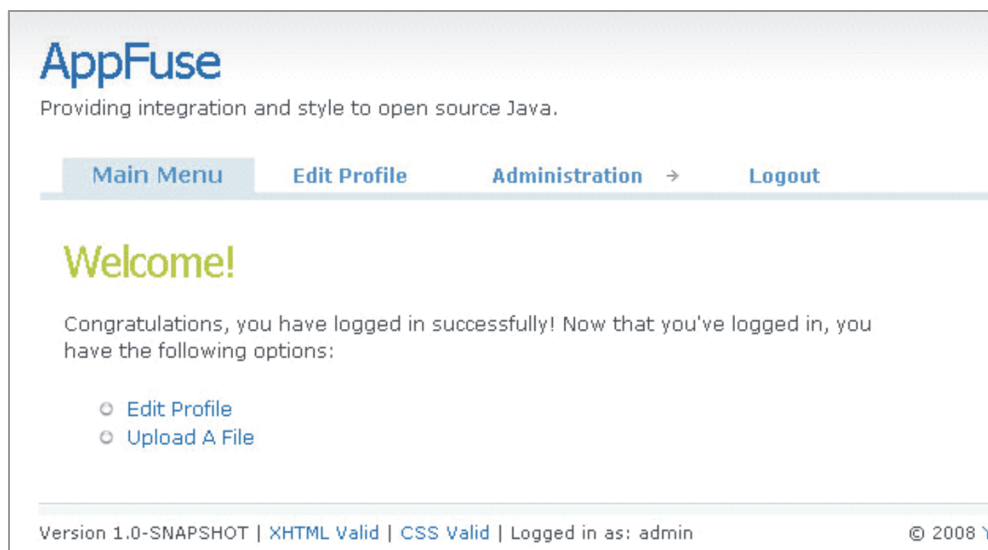 AppFuse
Providing integration and style to open source Java.
Main Menu Edit Profile Administration → Logout
Welcome!
Congratulations, you have logged in successfully! Now that you've logged in, you
have the following options:
Edit Profile
Upload A File
Version 1.0-SNAPSHOT | XHTML Valid | CSS Valid | Logged in as: admin © 2008